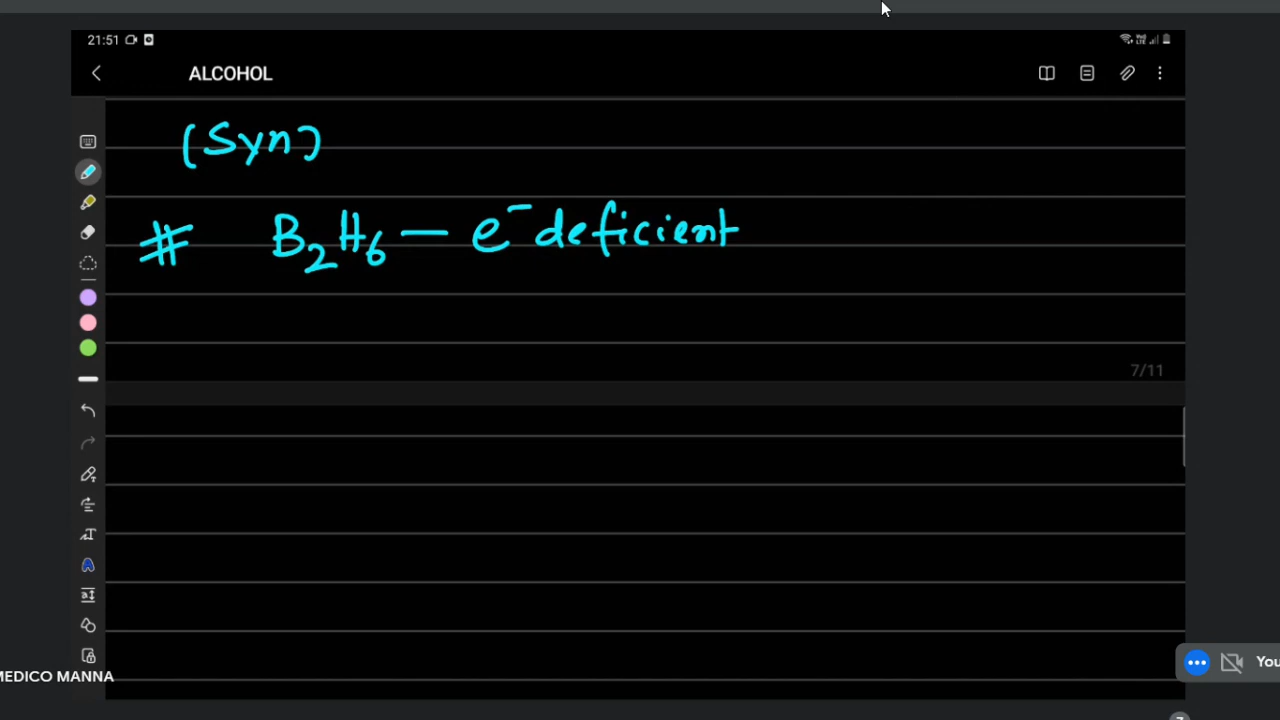 21:51
ALCOHOL
(Syn)
# B₂H₆ — e⁻ deficient
7/11
MEDICO MANNA
You